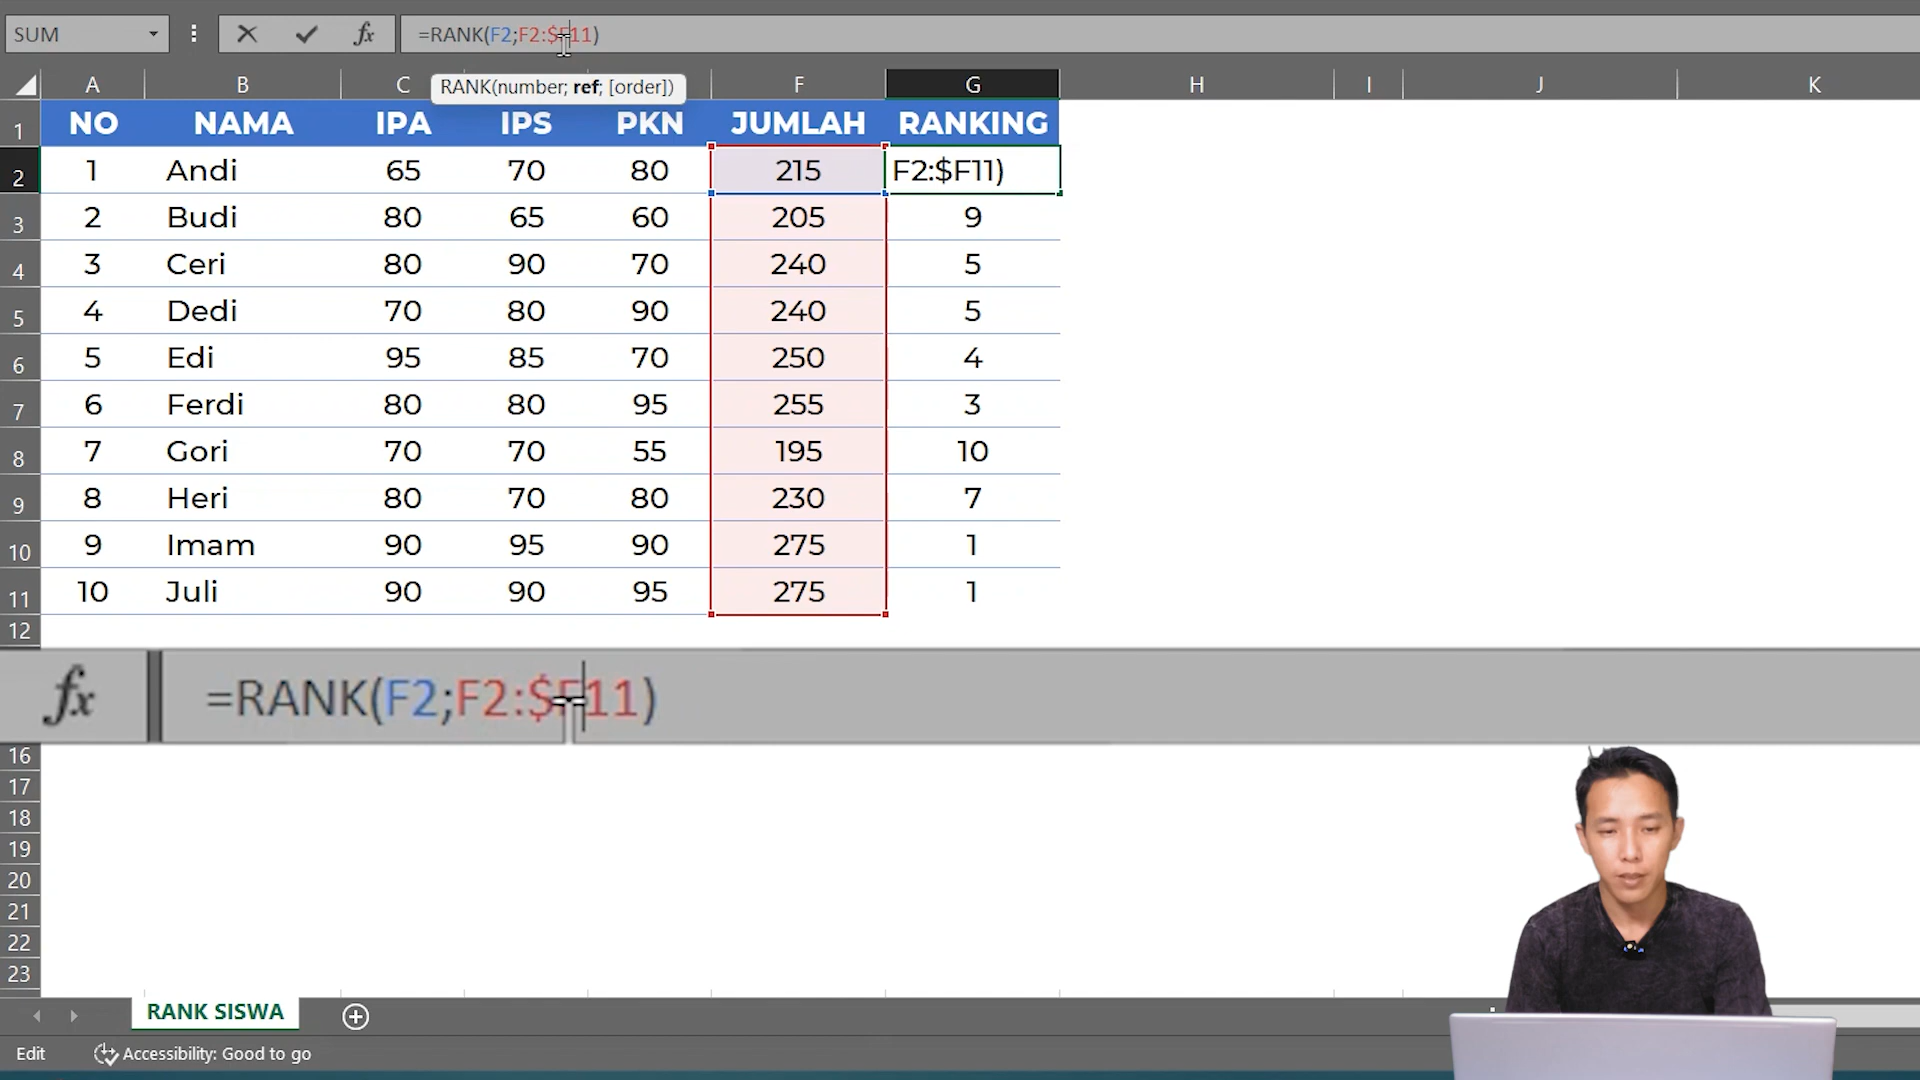 SUM =RANK(F2;F2:$F11)
RANK(number; ref; [order])
A B C F G H I J K
1 NO NAMA IPA IPS PKN JUMLAH RANKING
2 1 Andi 65 70 80 215 F2:$F11)
3 2 Budi 80 65 60 205 9
4 3 Ceri 80 90 70 240 5
5 4 Dedi 70 80 90 240 5
6 5 Edi 95 85 70 250 4
7 6 Ferdi 80 80 95 255 3
8 7 Gori 70 70 55 195 10
9 8 Heri 80 70 80 230 7
10 9 Imam 90 95 90 275 1
11 10 Juli 90 90 95 275 1
12
fx =RANK(F2;F2:$F11)
16
17
18
19
20
21
22
23
RANK SISWA
Edit Accessibility: Good to go